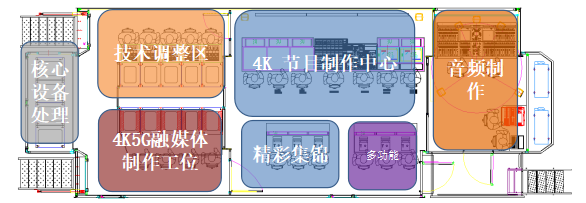 核心
设备
处理
技术调整区
4K5G融媒体
制作工位
4K 节目制作中心
精彩集锦
多功能
音频制
作